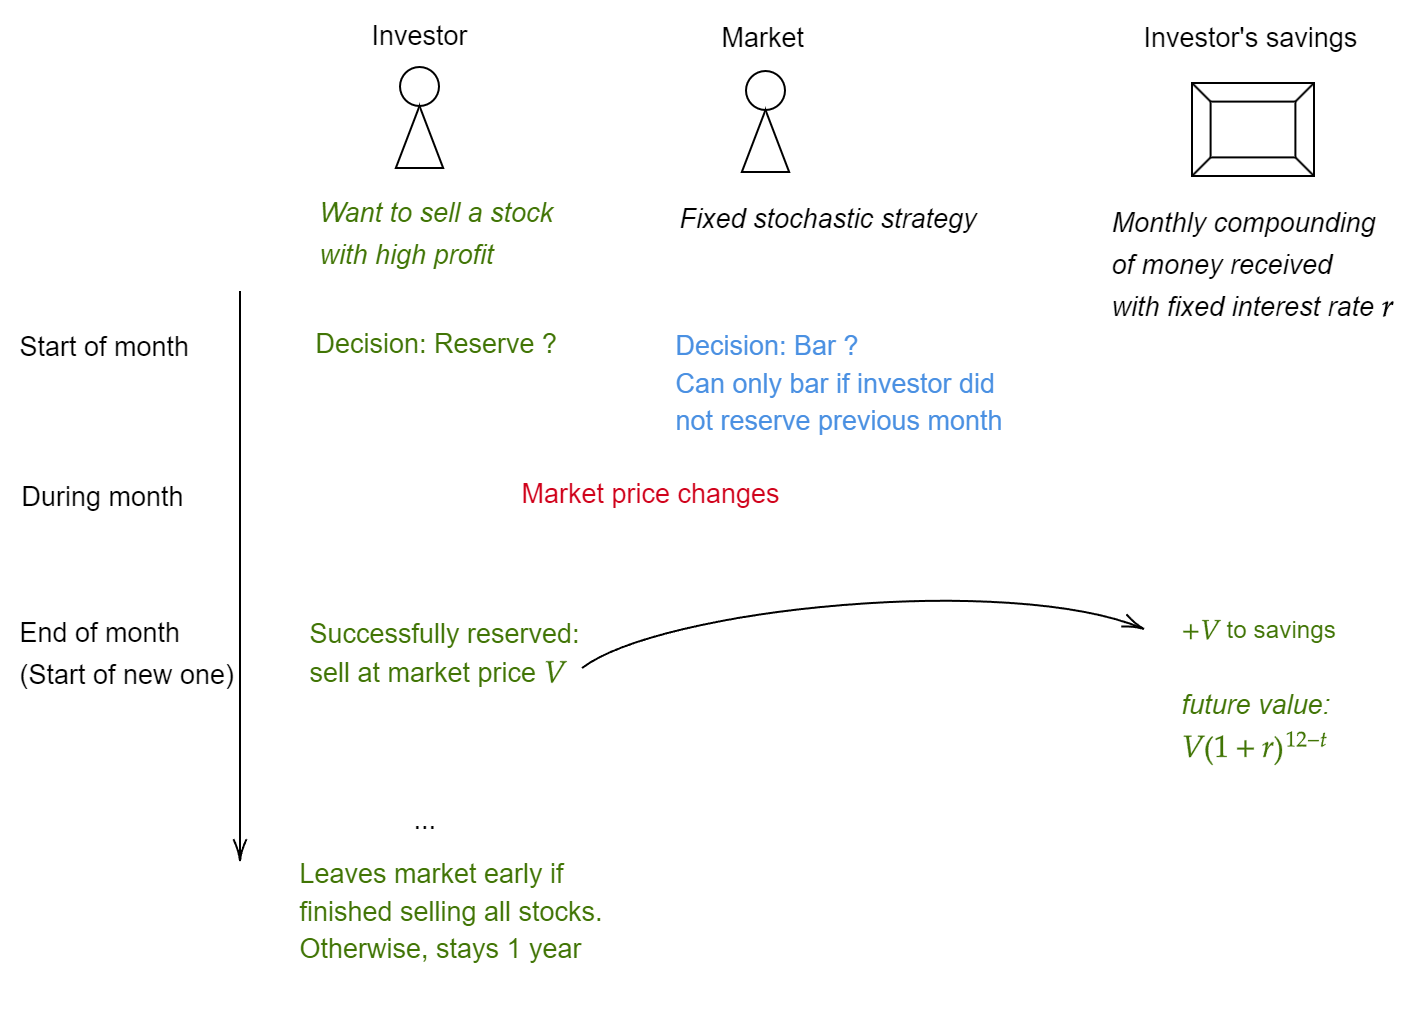 Investor
Market
Investor's savings
Want to sell a stock
with high profit
Fixed stochastic strategy
Monthly compounding
of money received
with fixed interest rate r
Start of month
Decision: Reserve ?
Decision: Bar ?
Can only bar if investor did
not reserve previous month
During month
Market price changes
End of month
(Start of new one)
Successfully reserved:
sell at market price V
+V to savings
future value:
V(1 + r)^{12−t}
...
Leaves market early if
finished selling all stocks.
Otherwise, stays 1 year